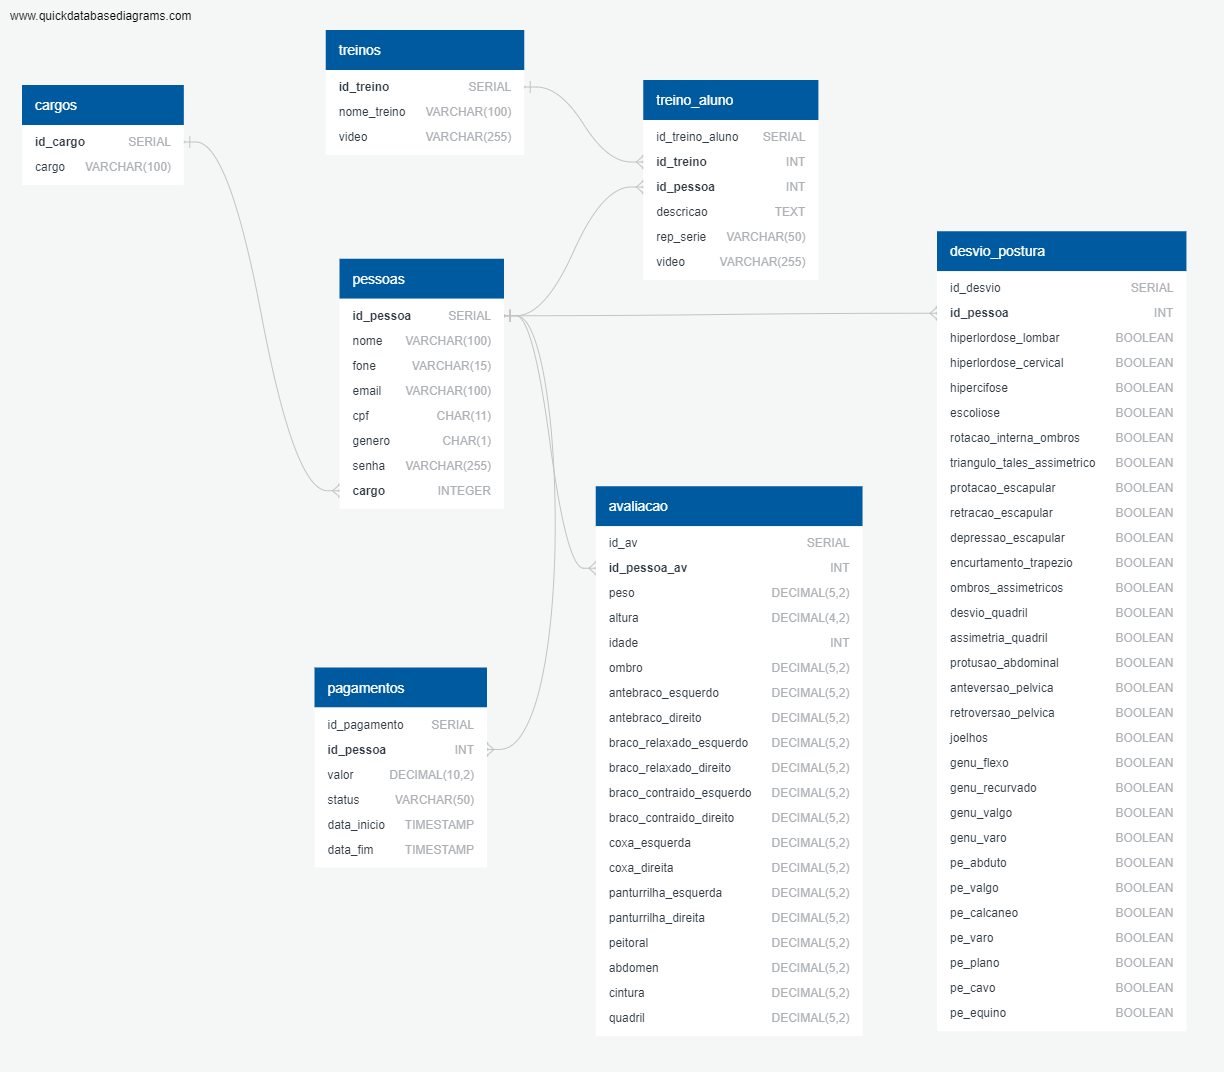 www.quickdatabasediagrams.com
cargos
id_cargo SERIAL
cargo VARCHAR(100)
treinos
id_treino SERIAL
nome_treino VARCHAR(100)
video VARCHAR(255)
treino_aluno
id_treino_aluno SERIAL
id_treino INT
id_pessoa INT
descricao TEXT
rep_serie VARCHAR(50)
video VARCHAR(255)
pessoas
id_pessoa SERIAL
nome VARCHAR(100)
fone VARCHAR(15)
email VARCHAR(100)
cpf CHAR(11)
genero CHAR(1)
senha VARCHAR(255)
cargo INTEGER
desvio_postura
id_desvio SERIAL
id_pessoa INT
hiperlordose_lombar BOOLEAN
hiperlordose_cervical BOOLEAN
hipercifose BOOLEAN
escoliose BOOLEAN
rotacao_interna_ombros BOOLEAN
triangulo_tales_assimetrico BOOLEAN
protacao_escapular BOOLEAN
retracao_escapular BOOLEAN
depressao_escapular BOOLEAN
encurtamento_trapezio BOOLEAN
ombros_assimetricos BOOLEAN
desvio_quadril BOOLEAN
assimetria_quadril BOOLEAN
protusao_abdominal BOOLEAN
anteversao_pelvica BOOLEAN
retroversao_pelvica BOOLEAN
joelhos BOOLEAN
genu_flexo BOOLEAN
genu_recurvado BOOLEAN
genu_valgo BOOLEAN
genu_varo BOOLEAN
pe_abduto BOOLEAN
pe_valgo BOOLEAN
pe_calcaneo BOOLEAN
pe_varo BOOLEAN
pe_plano BOOLEAN
pe_cavo BOOLEAN
pe_equino BOOLEAN
avaliacao
id_av SERIAL
id_pessoa_av INT
peso DECIMAL(5,2)
altura DECIMAL(4,2)
idade INT
ombro DECIMAL(5,2)
antebraco_esquerdo DECIMAL(5,2)
antebraco_direito DECIMAL(5,2)
braco_relaxado_esquerdo DECIMAL(5,2)
braco_relaxado_direito DECIMAL(5,2)
braco_contraido_esquerdo DECIMAL(5,2)
braco_contraido_direito DECIMAL(5,2)
coxa_esquerda DECIMAL(5,2)
coxa_direita DECIMAL(5,2)
panturrilha_esquerda DECIMAL(5,2)
panturrilha_direita DECIMAL(5,2)
peitoral DECIMAL(5,2)
abdomen DECIMAL(5,2)
cintura DECIMAL(5,2)
quadril DECIMAL(5,2)
pagamentos
id_pagamento SERIAL
id_pessoa INT
valor DECIMAL(10,2)
status VARCHAR(50)
data_inicio TIMESTAMP
data_fim TIMESTAMP